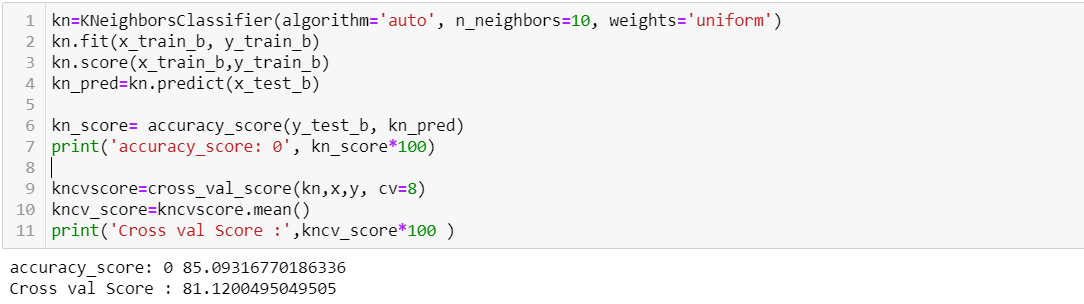 1 kn=KNeighborsClassifier(algorithm='auto', n_neighbors=10, weights='uniform')
2 kn.fit(x_train_b, y_train_b)
3 kn.score(x_train_b,y_train_b)
4 kn_pred=kn.predict(x_test_b)
5
6 kn_score= accuracy_score(y_test_b, kn_pred)
7 print('accuracy_score: 0', kn_score*100)
8
9 kncvscore=cross_val_score(kn,x,y, cv=8)
10 kncv_score=kncvscore.mean()
11 print('Cross val Score :',kncv_score*100 )
accuracy_score: 0 85.09316770186336
Cross val Score : 81.1200495049505